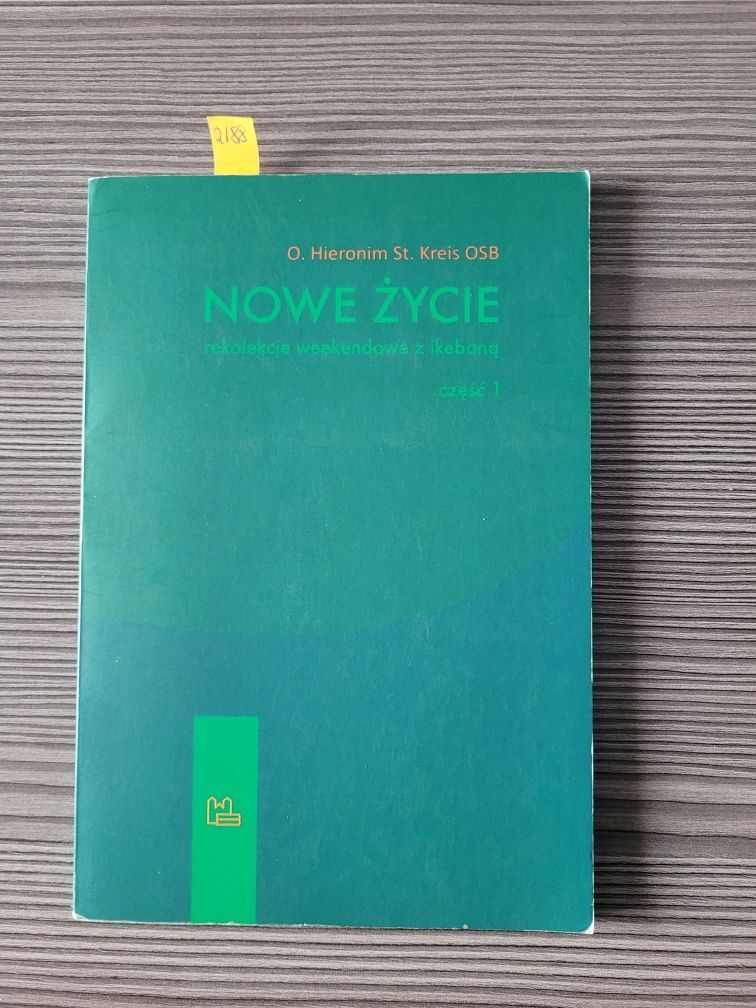 2188
O. Hieronim St. Kreis OSB
NOWE ŻYCIE
rekolekcje weekendowe z ikebaną
część 1